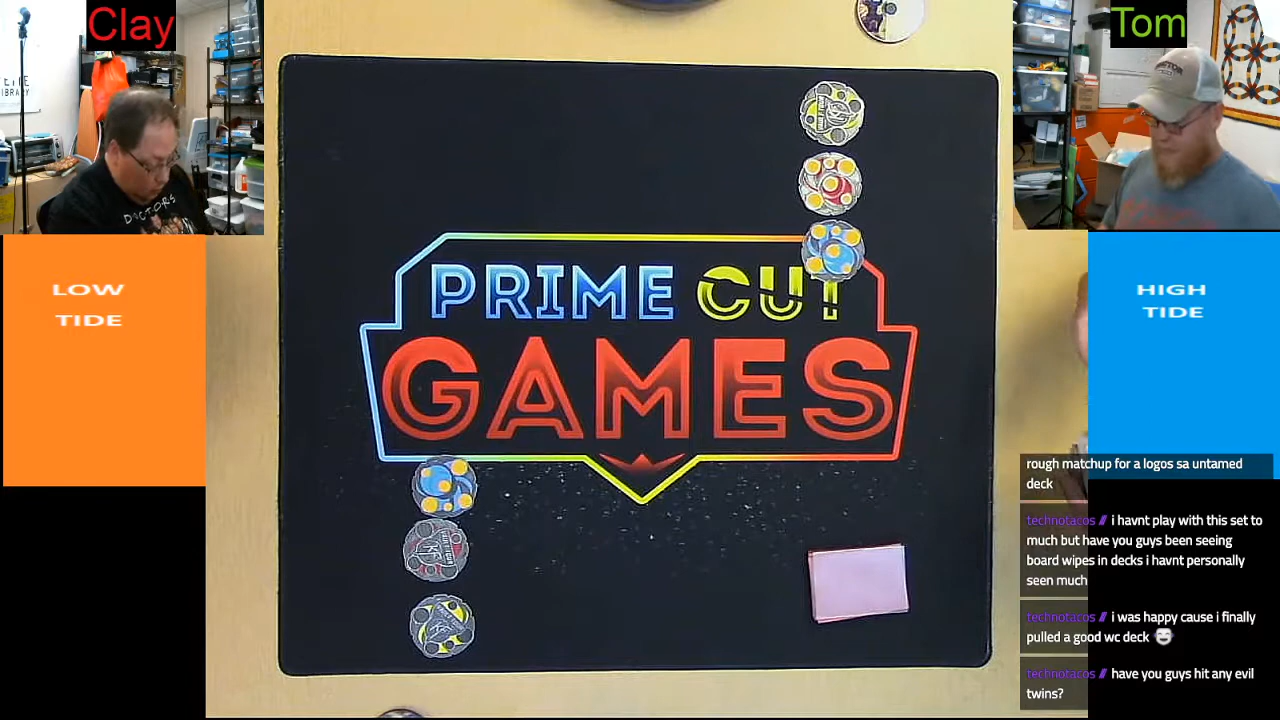 Clay
Tom
LOW
TIDE
HIGH
TIDE
PRIME CUT
GAMES
rough matchup for a logos sa untamed
deck
technotacos // i havnt play with this set to
much but have you guys been seeing
board wipes in decks i havnt personally
seen much
technotacos // i was happy cause i finally
pulled a good wc deck
technotacos // have you guys hit any evil
twins?
DOCTORS